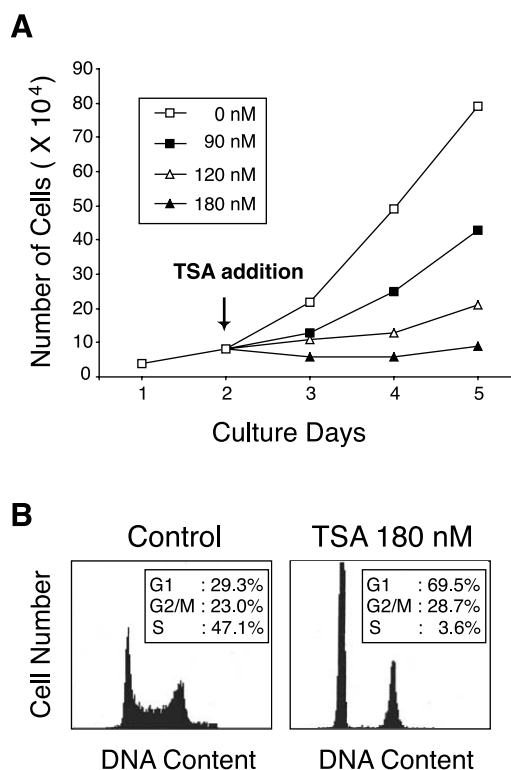 A
Number of Cells ( X 10⁴)
90
80
70
60
50
40
30
20
10
0
0 nM
90 nM
120 nM
180 nM
TSA addition
1 2 3 4 5
Culture Days
B
Control
TSA 180 nM
Cell Number
G1 : 29.3%
G2/M : 23.0%
S : 47.1%
G1 : 69.5%
G2/M : 28.7%
S : 3.6%
DNA Content
DNA Content